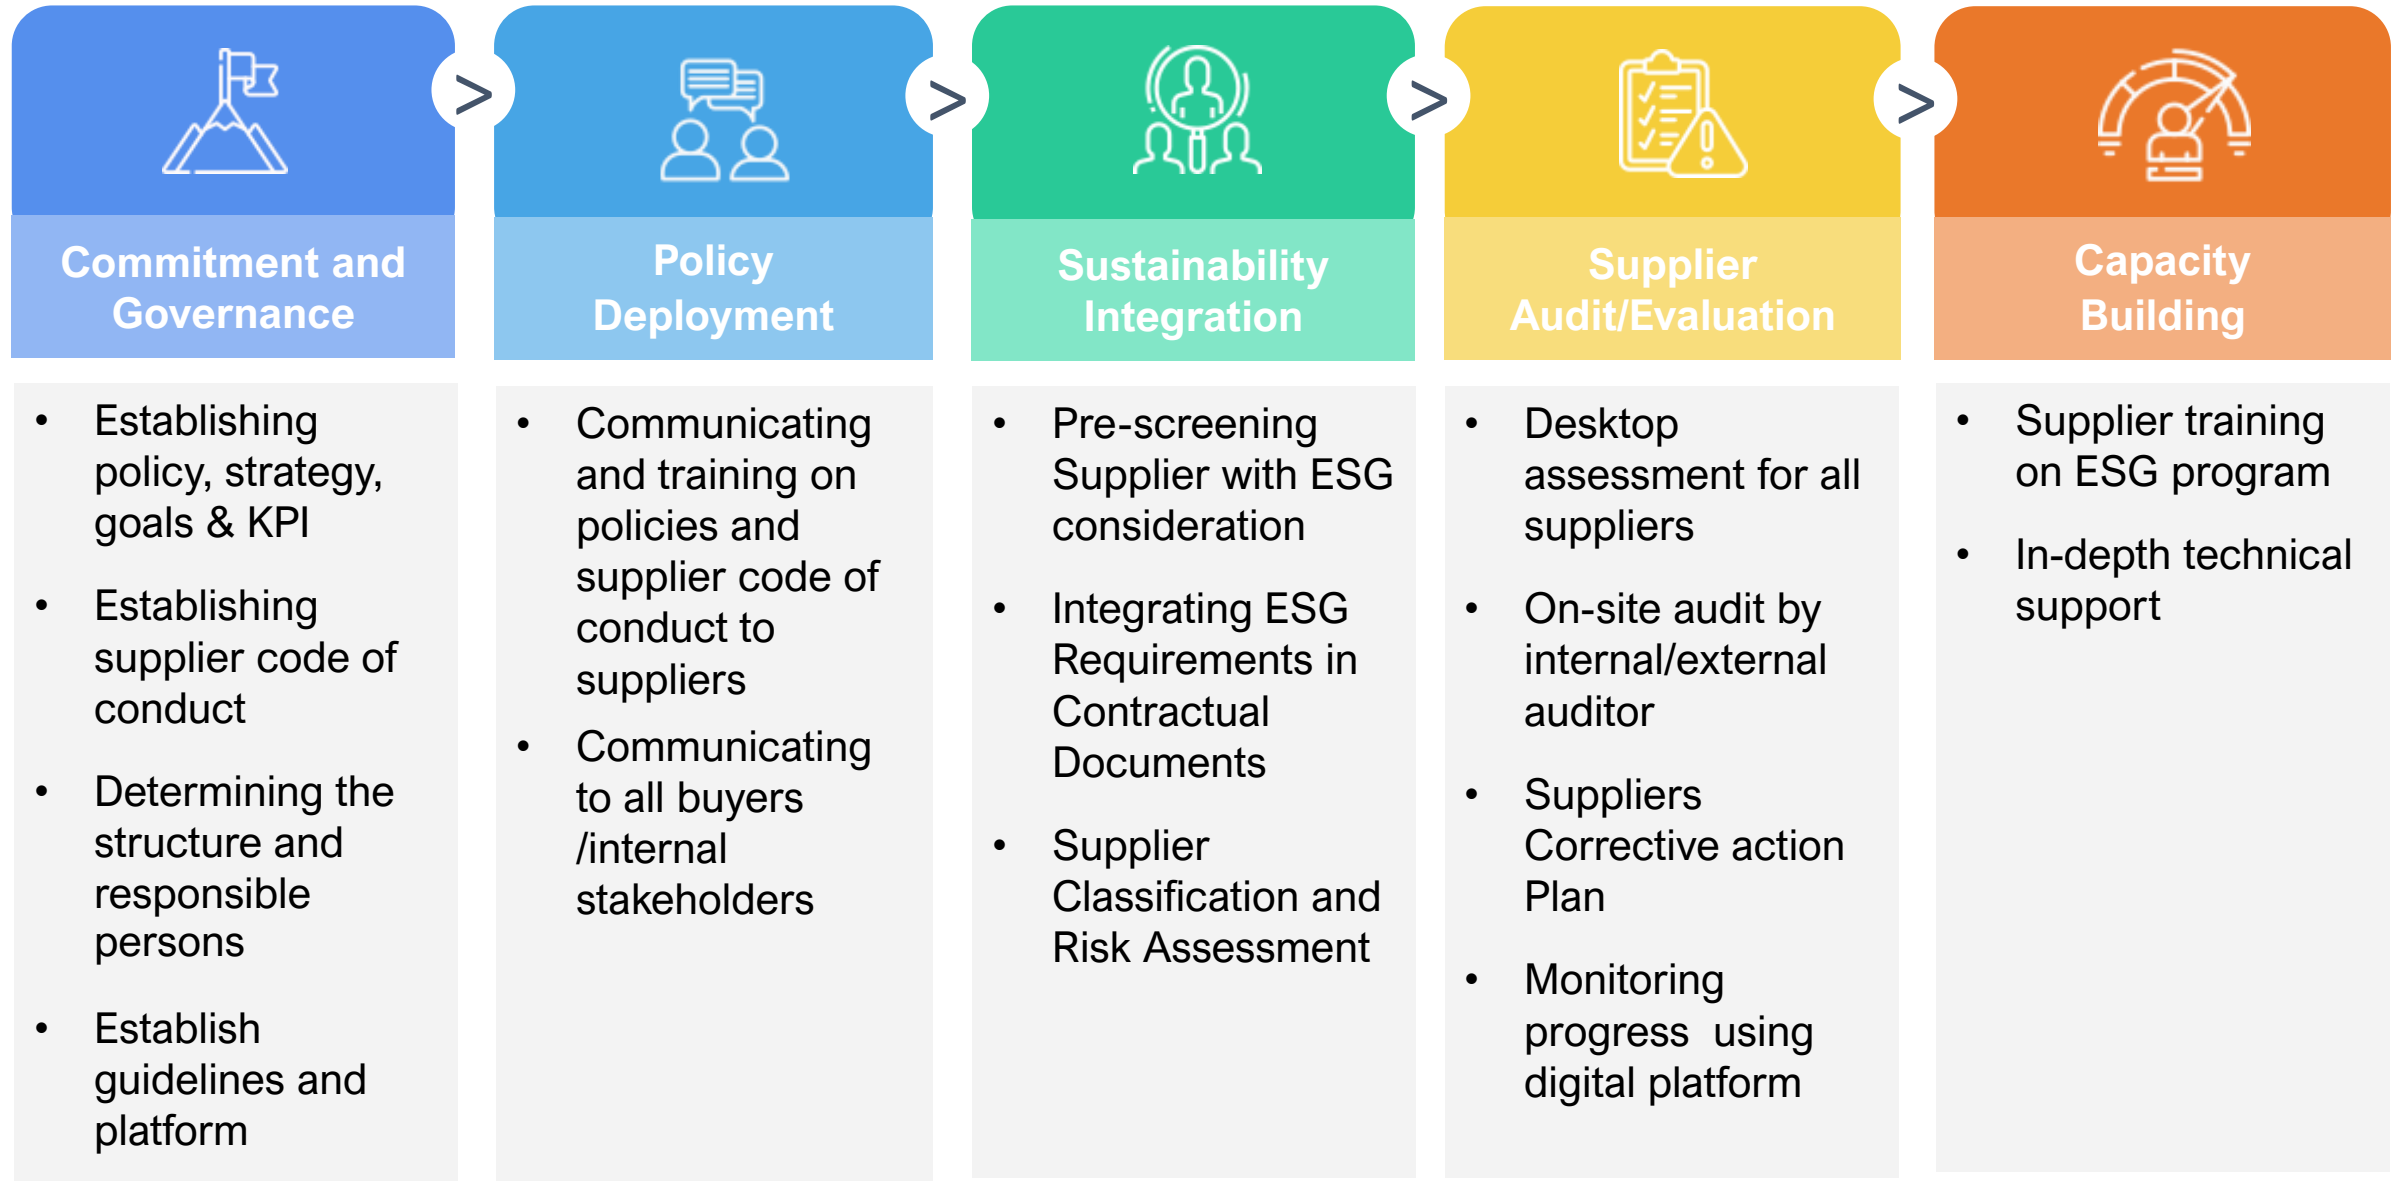 >
>
>
>
Commitment and
Governance
• Establishing
policy, strategy,
goals & KPI
• Establishing
supplier code of
conduct
• Determining the
structure and
responsible
persons
• Establish
guidelines and
platform
Policy
Deployment
• Communicating
and training on
policies and
supplier code of
conduct to
suppliers
• Communicating
to all buyers
/internal
stakeholders
Sustainability
Integration
• Pre-screening
Supplier with ESG
consideration
• Integrating ESG
Requirements in
Contractual
Documents
• Supplier
Classification and
Risk Assessment
Supplier
Audit/Evaluation
• Desktop
assessment for all
suppliers
• On-site audit by
internal/external
auditor
• Suppliers
Corrective action
Plan
• Monitoring
progress  using
digital platform
Capacity
Building
• Supplier training
on ESG program
• In-depth technical
support